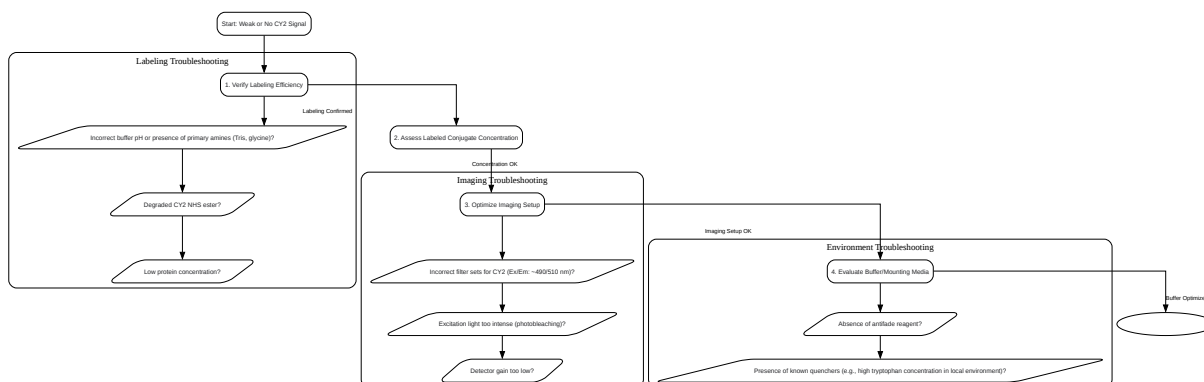 Start: Weak or No CY2 Signal
Labeling Troubleshooting
1. Verify Labeling Efficiency
Labeling Confirmed
Incorrect buffer pH or presence of primary amines (Tris, glycine)?
Degraded CY2 NHS ester?
Low protein concentration?
2. Assess Labeled Conjugate Concentration
Concentration OK
Imaging Troubleshooting
3. Optimize Imaging Setup
Imaging Setup OK
Incorrect filter sets for CY2 (Ex/Em: ~490/510 nm)?
Excitation light too intense (photobleaching)?
Detector gain too low?
Environment Troubleshooting
4. Evaluate Buffer/Mounting Media
Buffer Optimize
Absence of antifade reagent?
Presence of known quenchers (e.g., high tryptophan concentration in local environment)?